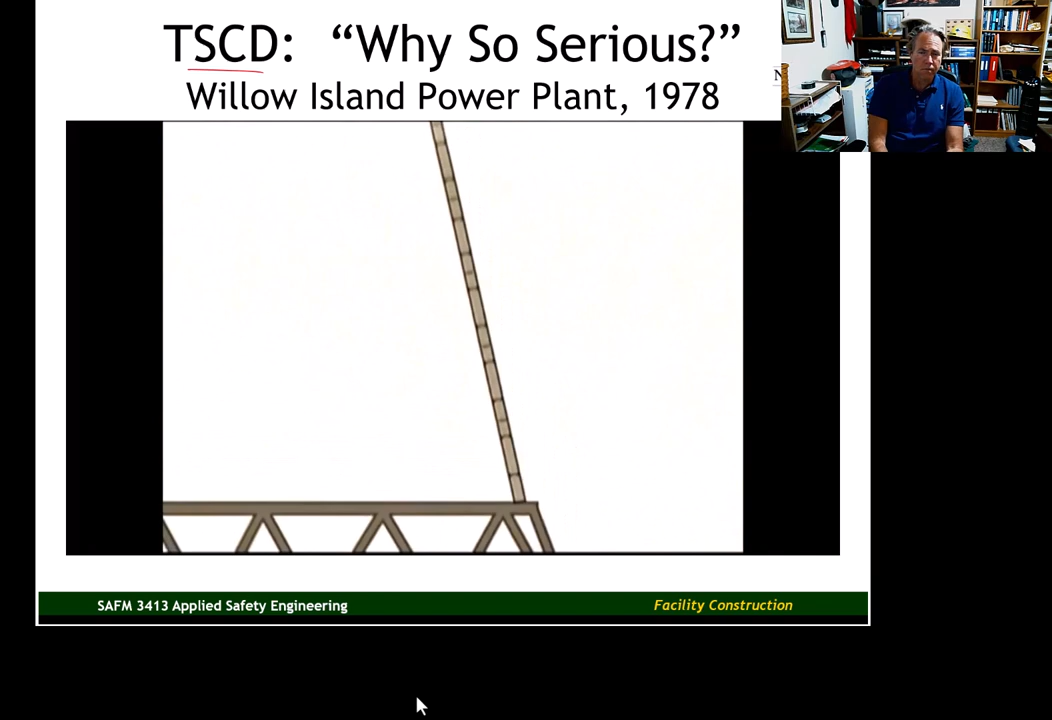 TSCD: “Why So Serious?”
Willow Island Power Plant, 1978
N
SAFM 3413 Applied Safety Engineering
Facility Construction